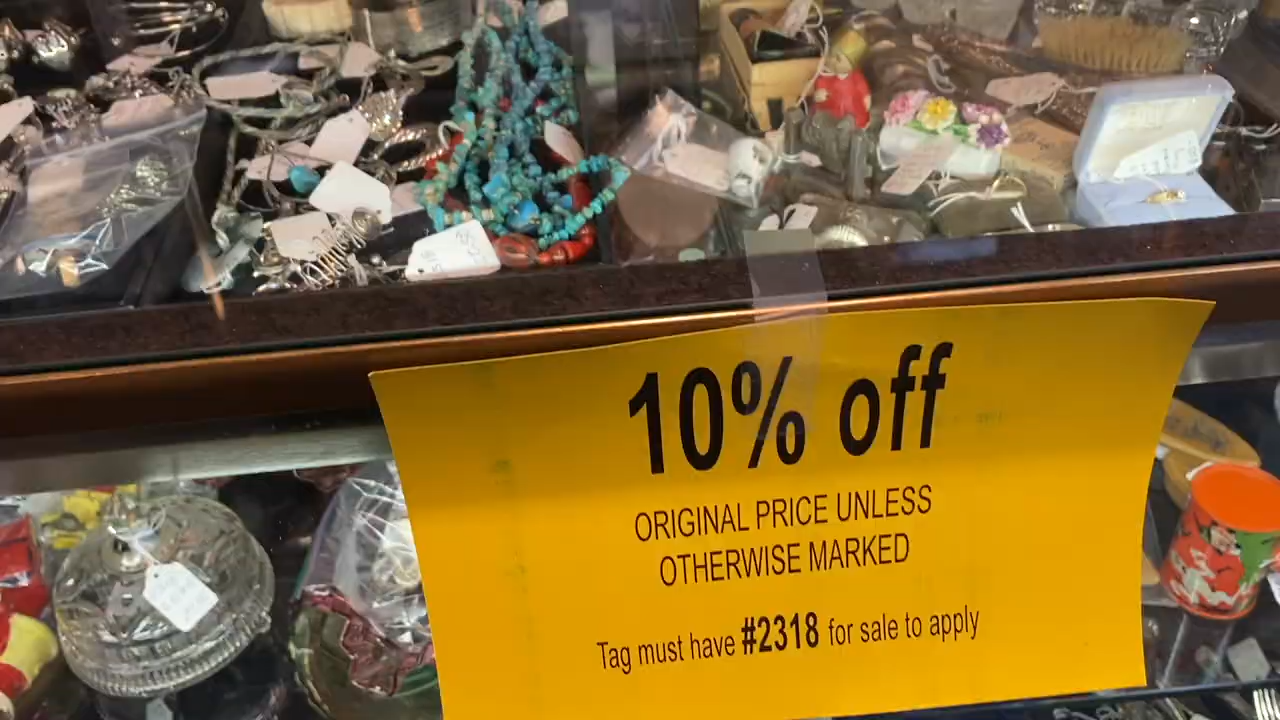 10% off
ORIGINAL PRICE UNLESS
OTHERWISE MARKED
Tag must have #2318 for sale to apply